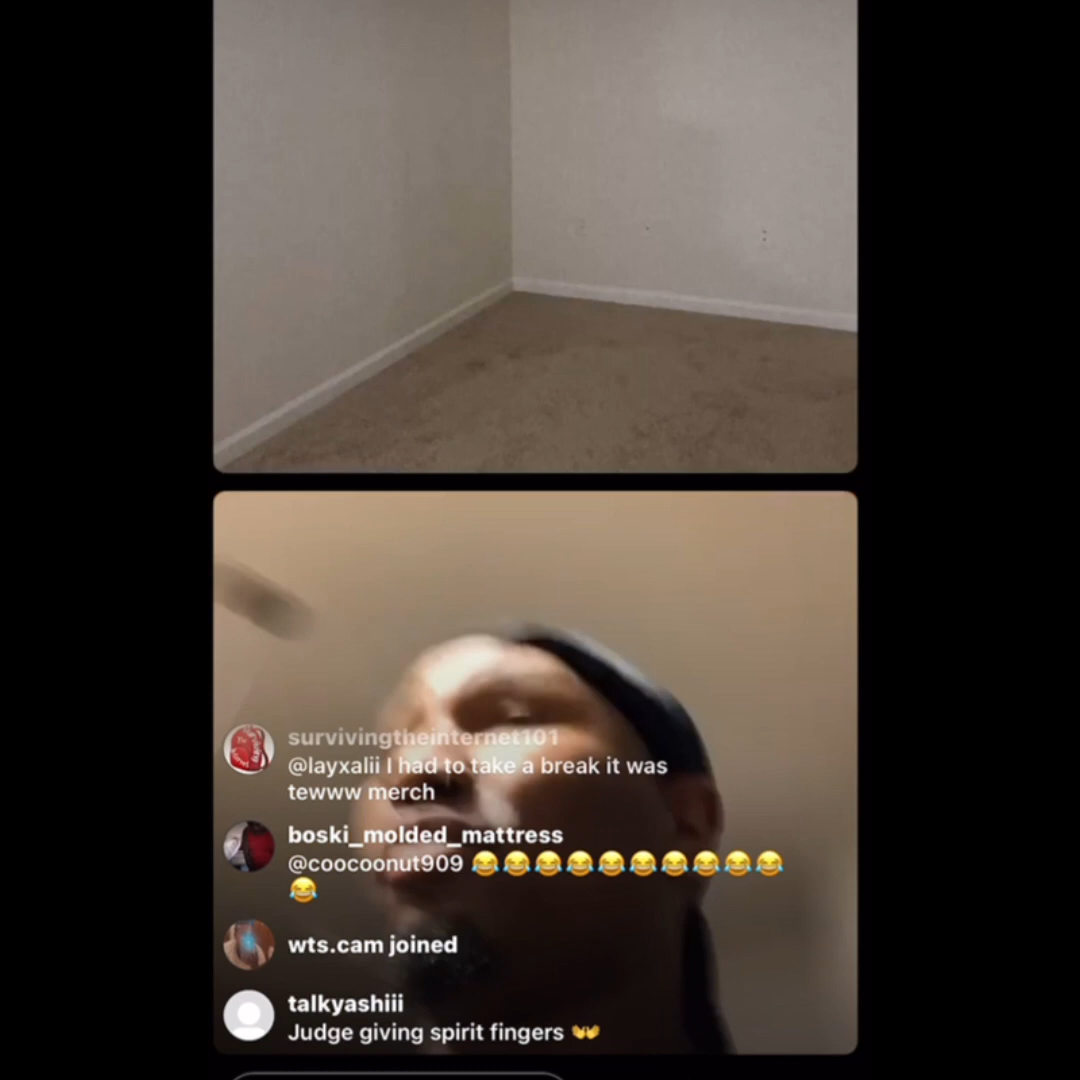 survivingtheinternet101
@layxalii I had to take a break it was
tewww merch
boski_molded_mattress
@coocoonut909 😂😂😂😂😂😂😂😂😂😂
😂
wts.cam joined
talkyashiii
Judge giving spirit fingers 👐